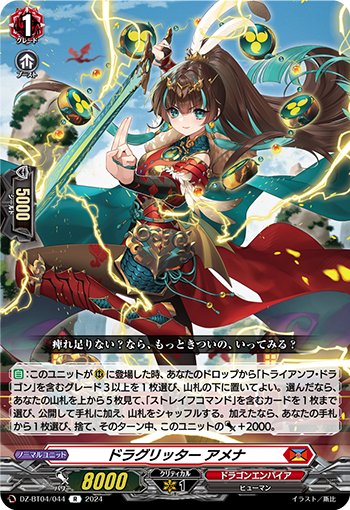 1
グレード
ブースト
5000
シールド
痺れ足りない？なら、もっときついの、いってみる？
自：このユニットがRに登場した時、あなたのドロップから「トライアンフ・ドラ
ゴン」を含むグレード３以上を１枚選び、山札の下に置いてよい。選んだなら、
あなたの山札を上から５枚見て、「ストレイフコマンド」を含むカードを１枚まで
選び、公開して手札に加え、山札をシャッフルする。加えたなら、あなたの手札
から１枚選び、捨て、そのターン中、このユニットの+2000。
ノーマルユニット
ドラグリッター アメナ
ドラゴンエンパイア
パワー
8000
クリティカル
1
ヒューマン
DZ-BT04/044 R 2024
イラスト／斯比